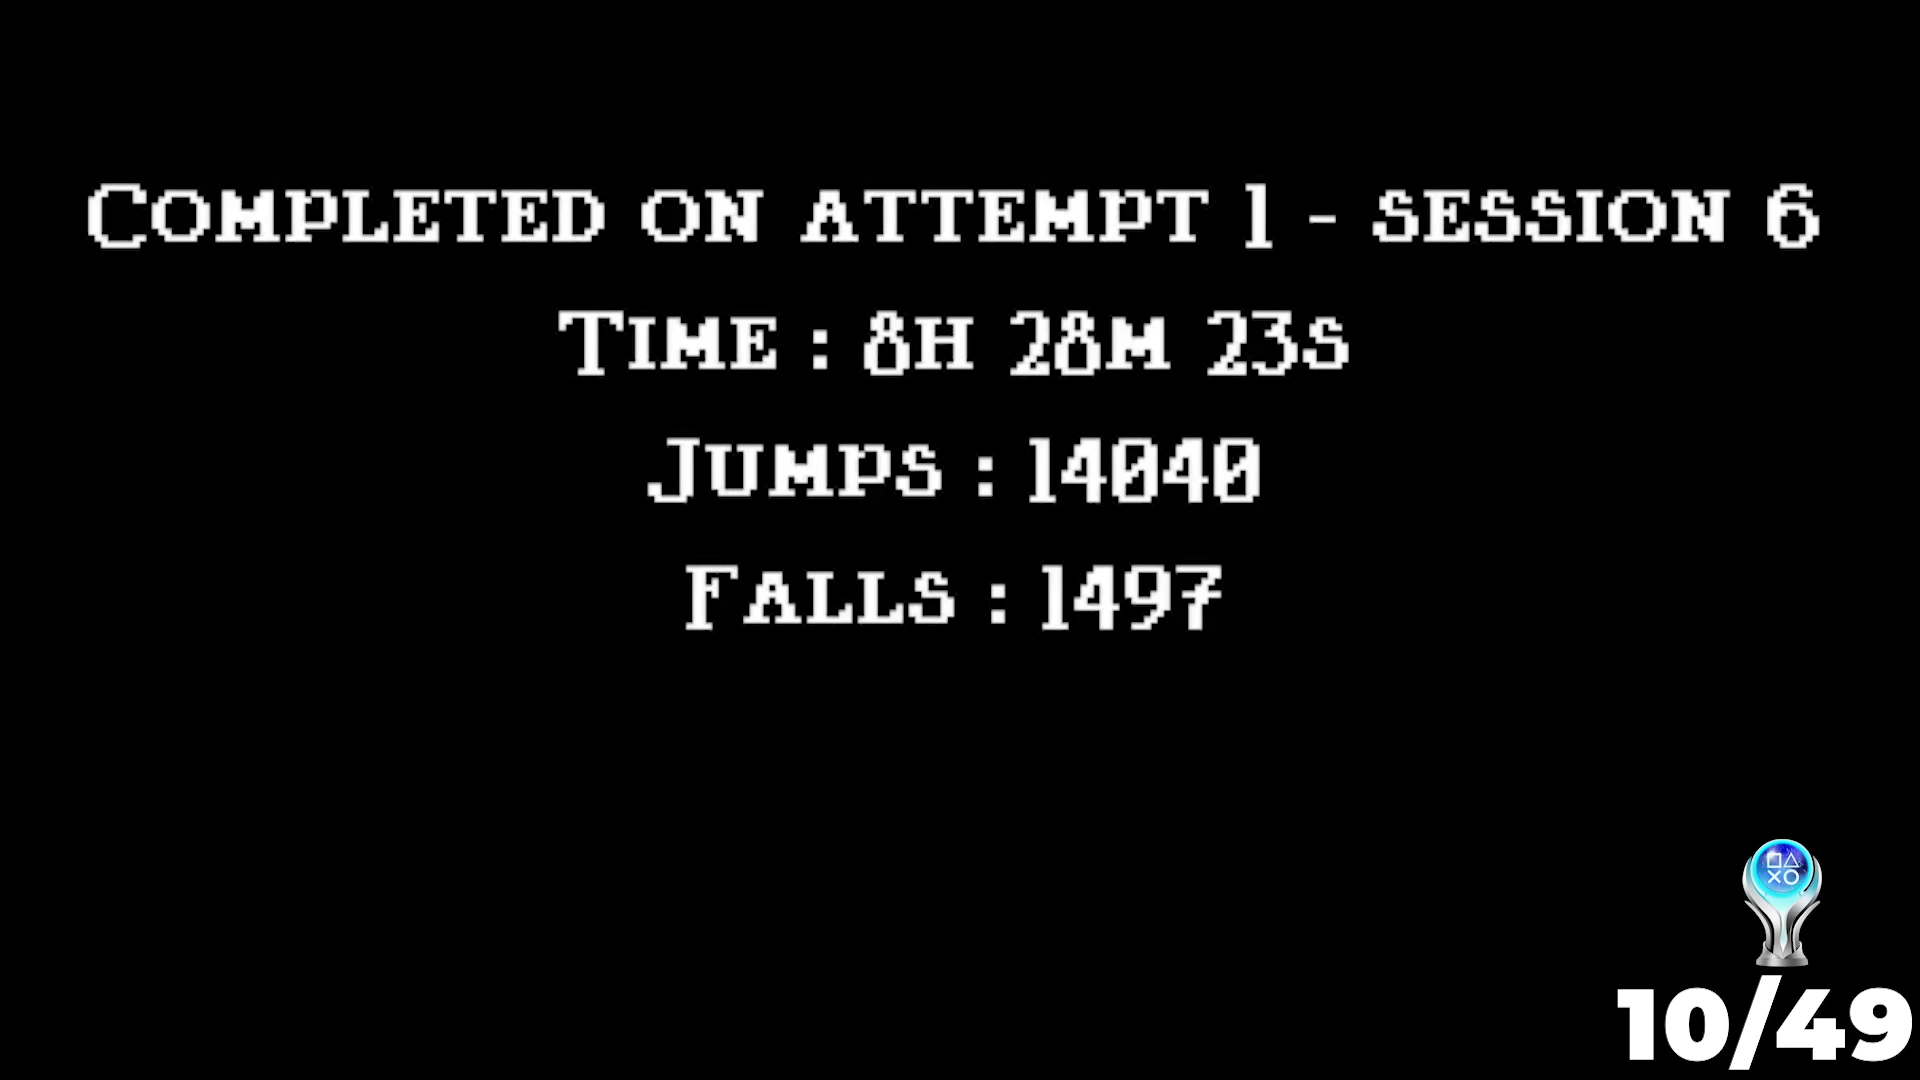 Completed on attempt 1 - session 6
Time : 8h 28m 23s
Jumps : 14040
Falls : 1497
10/49